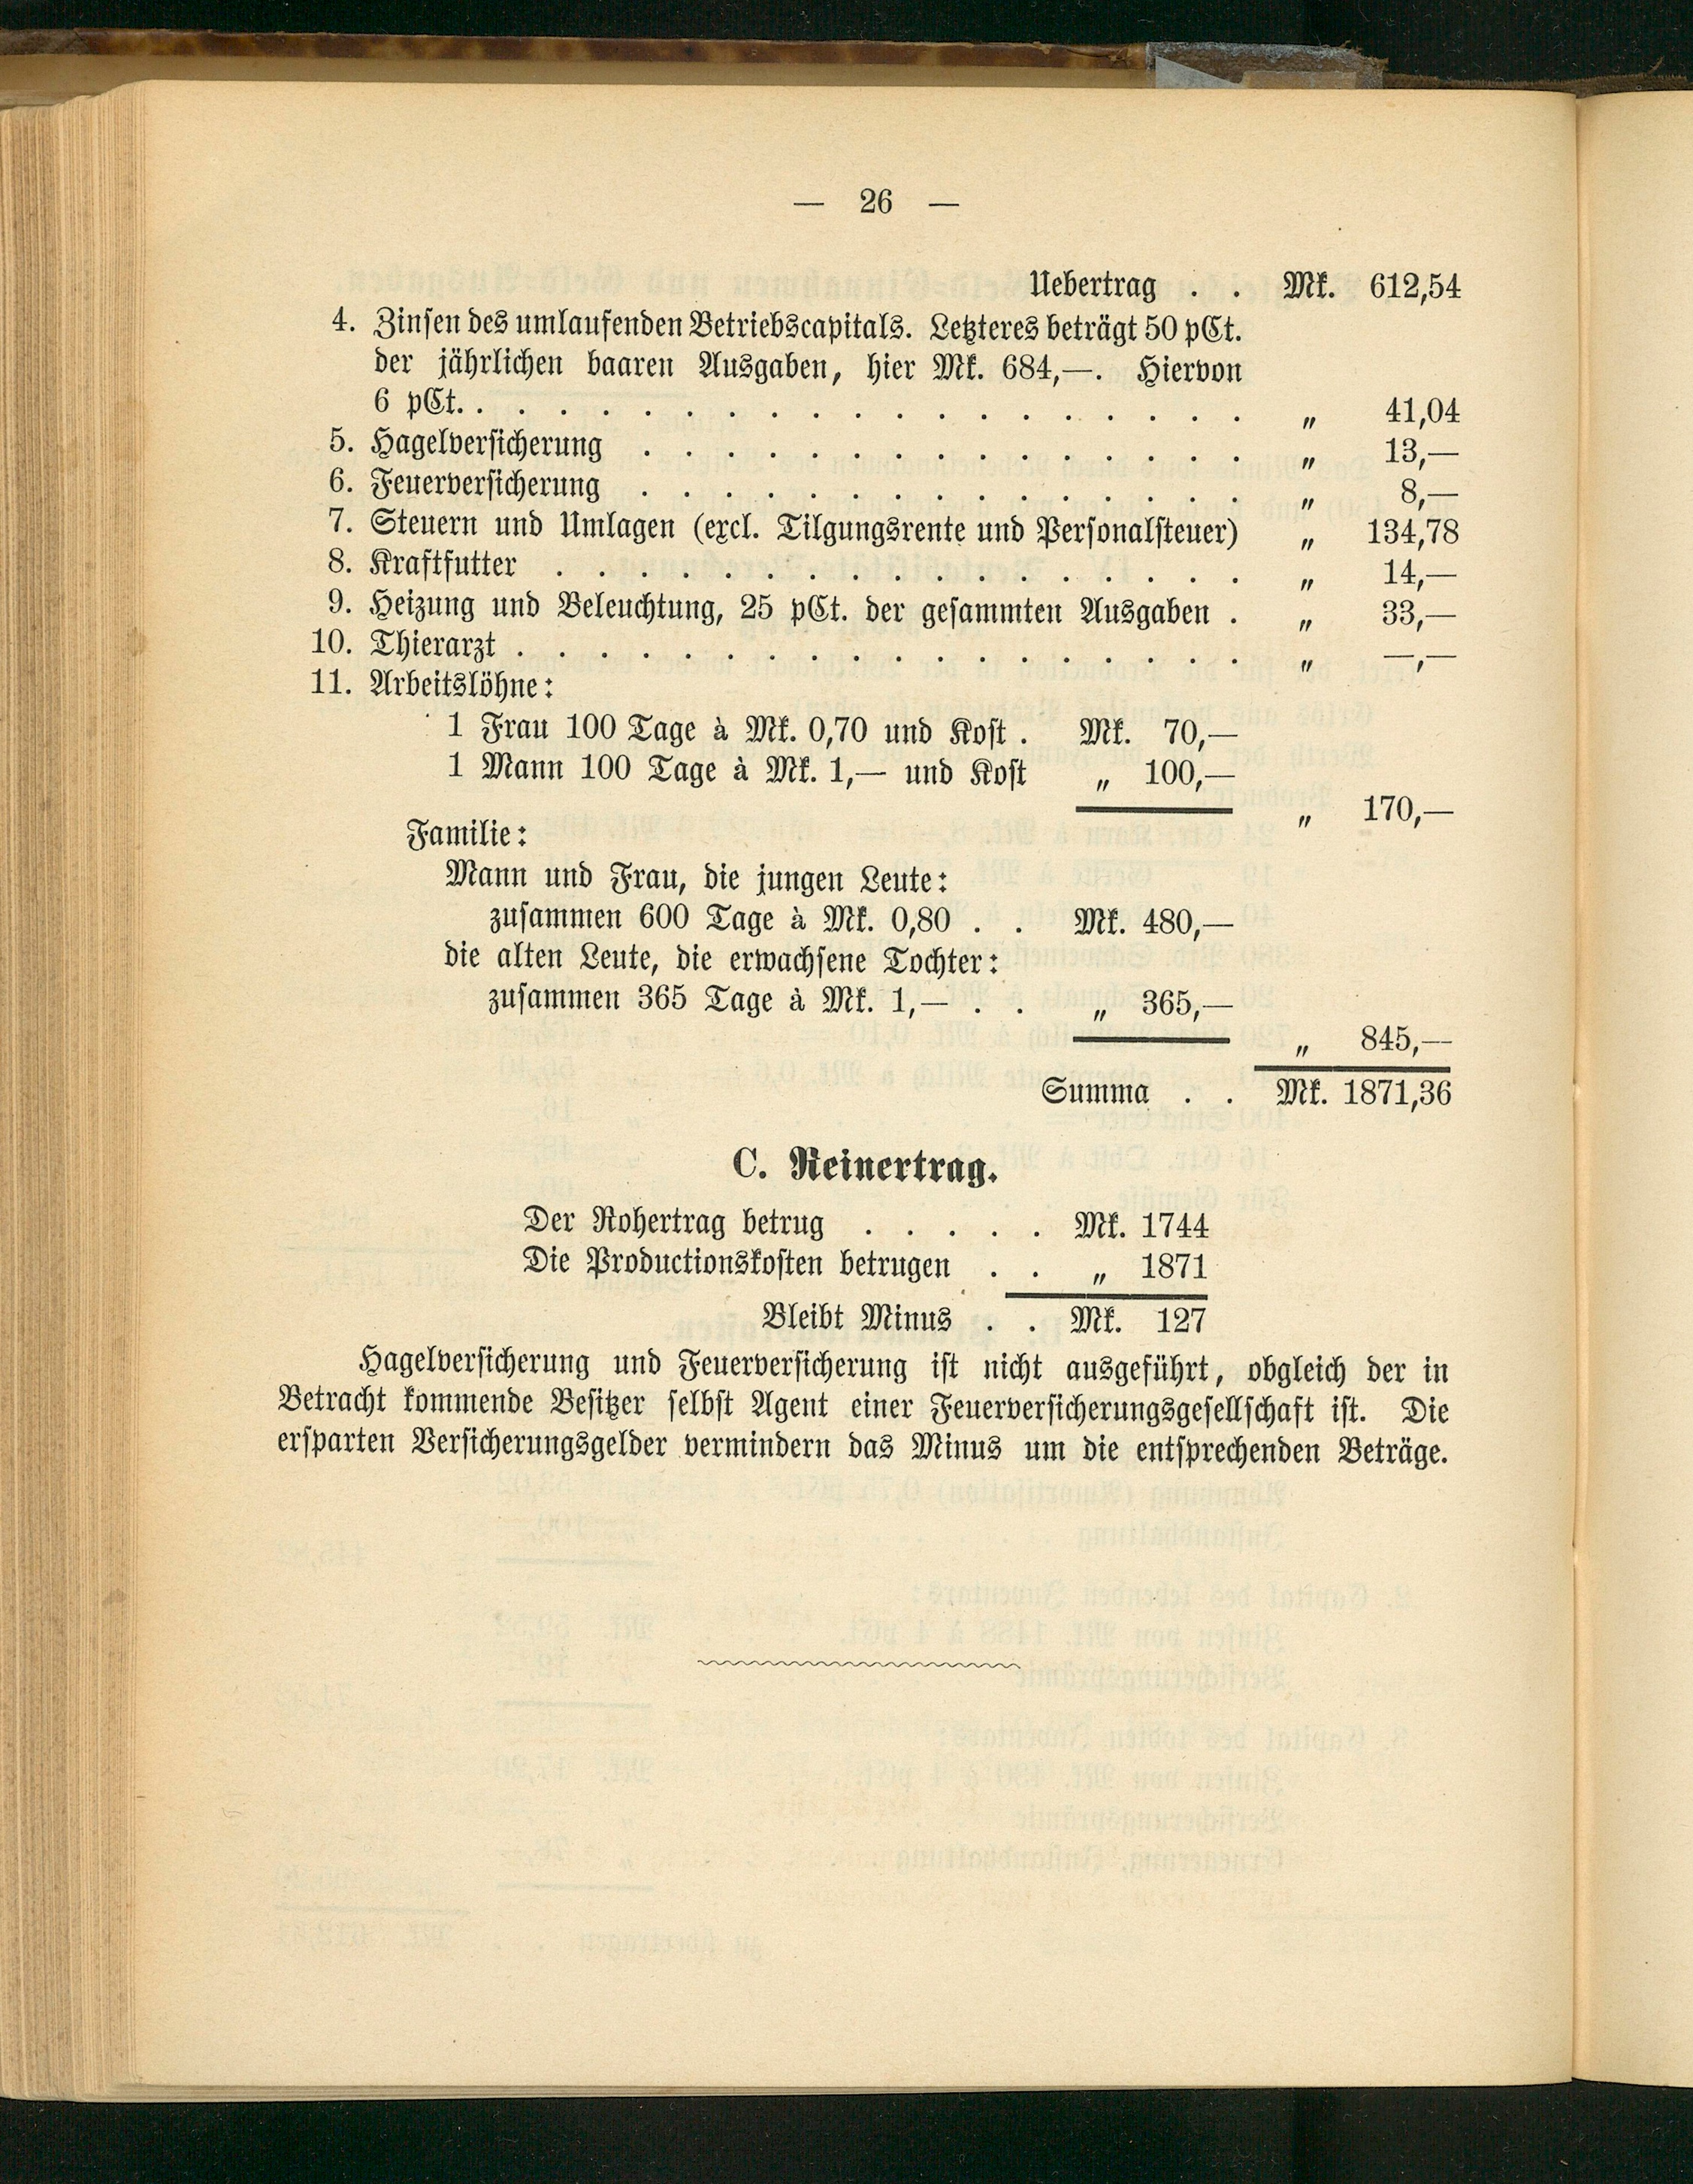 — 26 —
Uebertrag . . Mk. 612,54
4. Zinsen des umlaufenden Betriebscapitals. Letzteres beträgt 50 pCt.
der jährlichen baaren Ausgaben, hier Mk. 684,—. Hiervon
6 pCt. . . . . . . . . . . . . . . . . . . . „ 41,04
5. Hagelversicherung . . . . . . . . . . . . . . . „ 13,—
6. Feuerversicherung . . . . . . . . . . . . . . . „ 8,—
7. Steuern und Umlagen (excl. Tilgungsrente und Personalsteuer) „ 134,78
8. Kraftfutter . . . . . . . . . . . . . . . . . „ 14,—
9. Heizung und Beleuchtung, 25 pCt. der gesammten Ausgaben . „ 33,—
10. Thierarzt . . . . . . . . . . . . . . . . . . „ —,—
11. Arbeitslöhne:
1 Frau 100 Tage à Mk. 0,70 und Kost . Mk. 70,—
1 Mann 100 Tage à Mk. 1,— und Kost „ 100,—
„ 170,—
Familie:
Mann und Frau, die jungen Leute:
zusammen 600 Tage à Mk. 0,80 . . Mk. 480,—
die alten Leute, die erwachsene Tochter:
zusammen 365 Tage à Mk. 1,— . . „ 365,—
„ 845,—
Summa . . Mk. 1871,36
C. Reinertrag.
Der Rohertrag betrug . . . . . Mk. 1744
Die Productionskosten betrugen . . „ 1871
Bleibt Minus . . Mk. 127
Hagelversicherung und Feuerversicherung ist nicht ausgeführt, obgleich der in
Betracht kommende Besitzer selbst Agent einer Feuerversicherungsgesellschaft ist. Die
ersparten Versicherungsgelder vermindern das Minus um die entsprechenden Beträge.